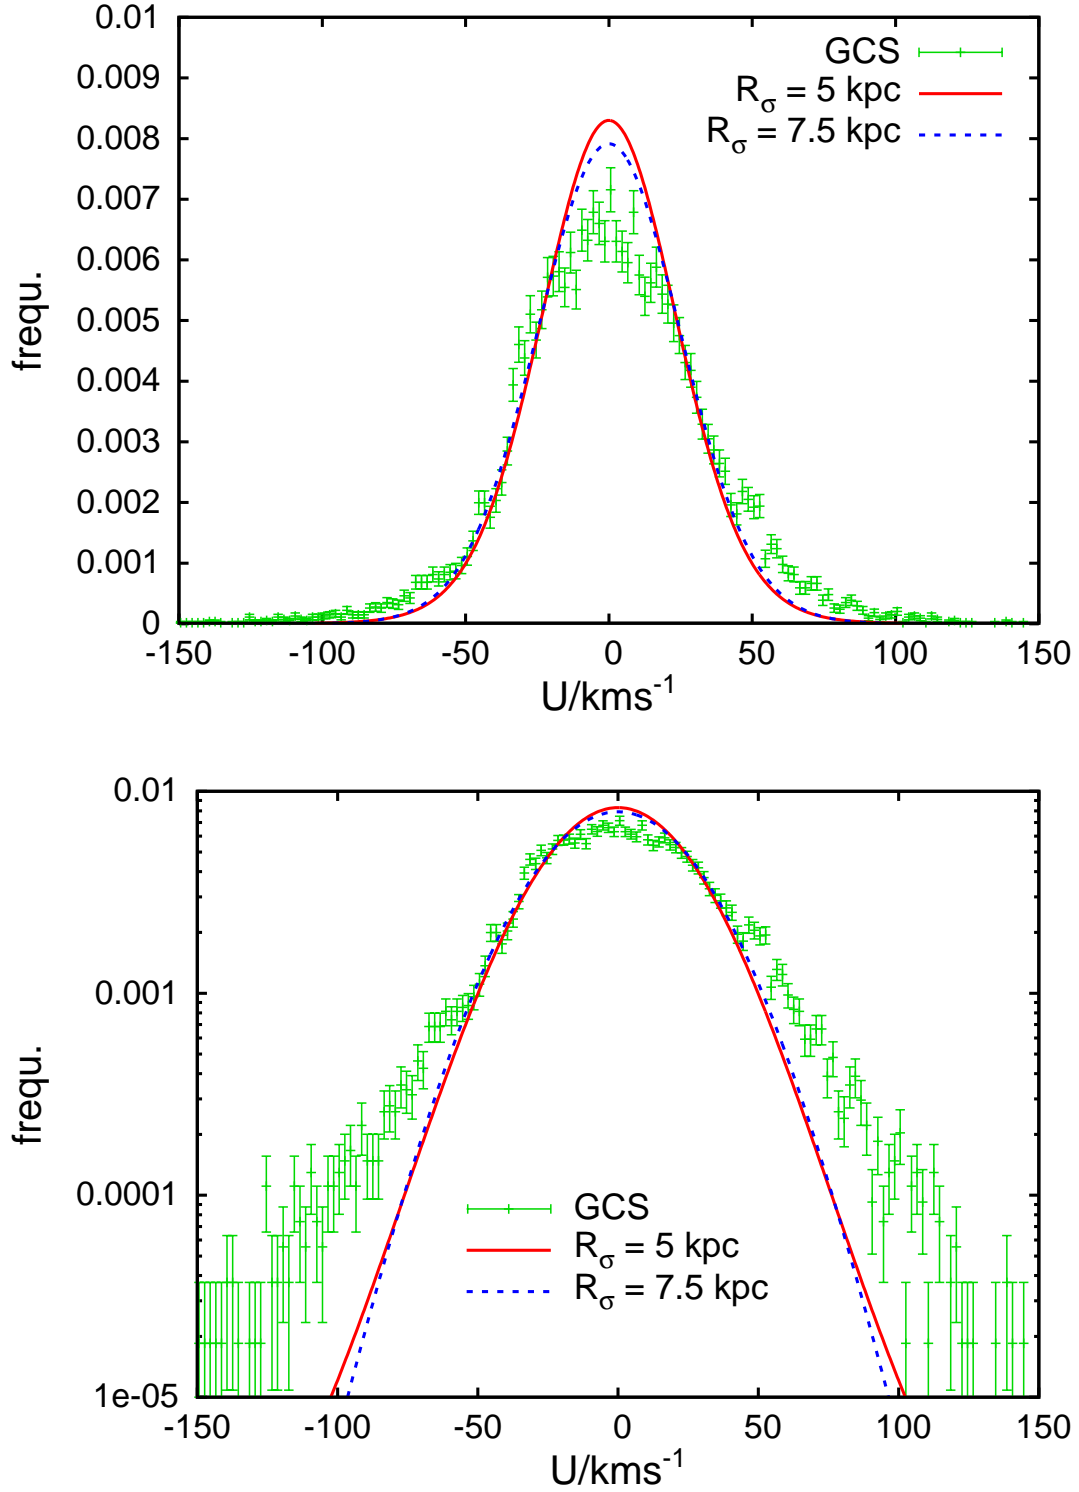 0.01
0.009
0.008
0.007
0.006
0.005
0.004
0.003
0.002
0.001
0
frequ.
GCS
Rσ = 5 kpc
Rσ = 7.5 kpc
-150 -100 -50 0 50 100 150
U/kms-1
0.01
0.001
0.0001
1e-05
frequ.
GCS
Rσ = 5 kpc
Rσ = 7.5 kpc
-150 -100 -50 0 50 100 150
U/kms-1